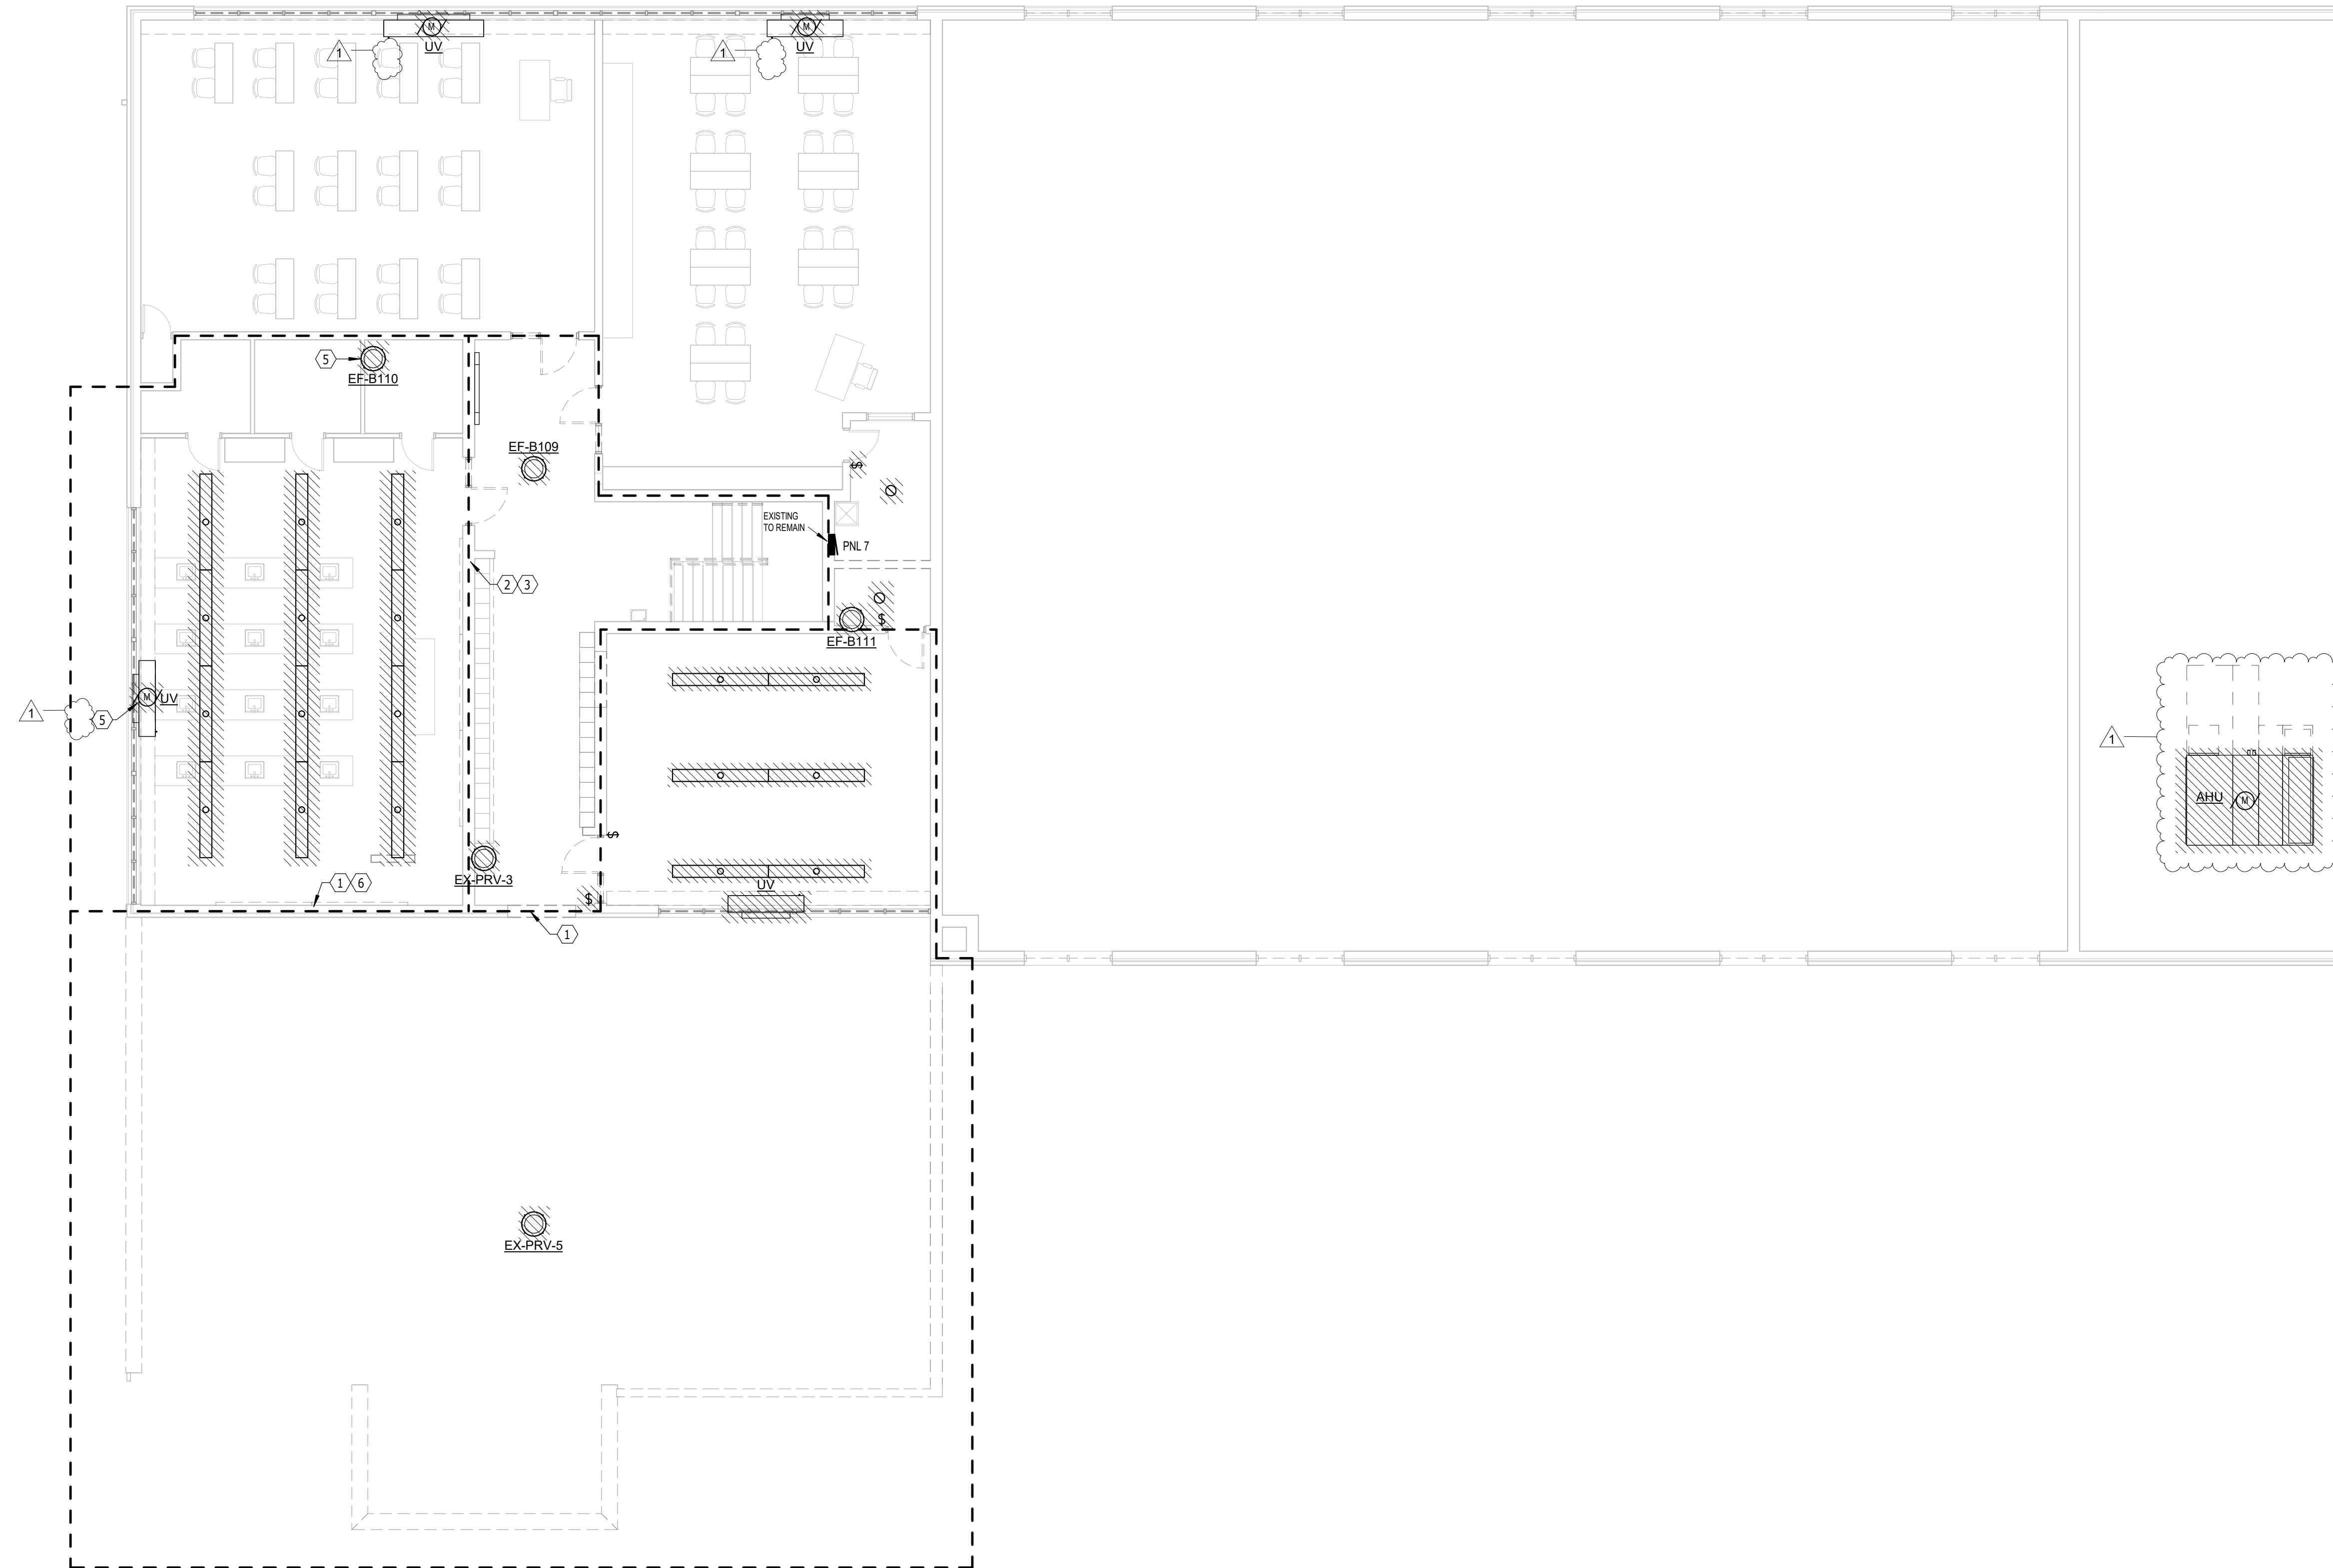 M
M
1
UV
1
UV
5
EF-B110
EF-B109
$
EXISTING
TO REMAIN
PNL 7
2 3
$
EF-B111
M
UV
1
5
1
AHU
M
$
EX-PRV-3
1 6
UV
$
1
EX-PRV-5